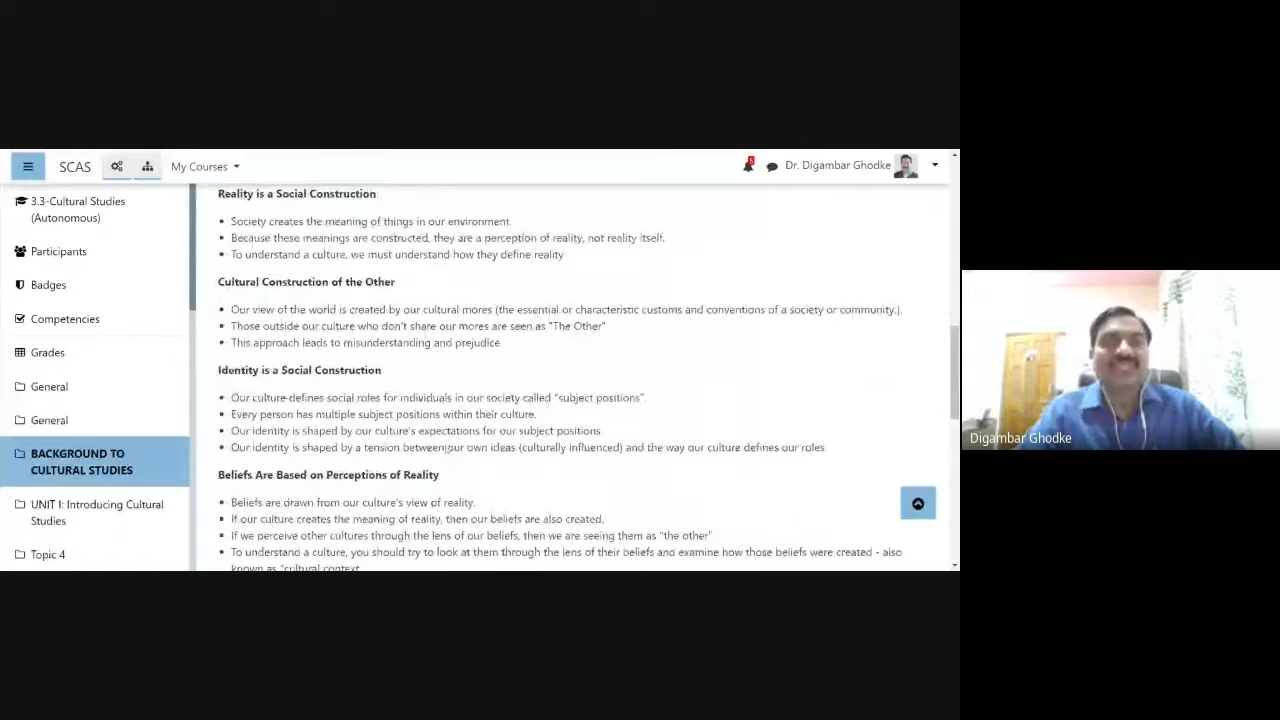 SCAS
My Courses
5
Dr. Digambar Ghodke
3.3-Cultural Studies
(Autonomous)
Participants
Badges
Competencies
Grades
General
General
BACKGROUND TO
CULTURAL STUDIES
UNIT I: Introducing Cultural
Studies
Topic 4
Reality is a Social Construction
Society creates the meaning of things in our environment.
Because these meanings are constructed, they are a perception of reality, not reality itself.
To understand a culture, we must understand how they define reality
Cultural Construction of the Other
Our view of the world is created by our cultural mores (the essential or characteristic customs and conventions of a society or community.).
Those outside our culture who don't share our mores are seen as "The Other"
This approach leads to misunderstanding and prejudice
Identity is a Social Construction
Our culture defines social roles for individuals in our society called "subject positions".
Every person has multiple subject positions within their culture.
Our identity is shaped by our culture's expectations for our subject positions.
Our identity is shaped by a tension between our own ideas (culturally influenced) and the way our culture defines our roles.
Beliefs Are Based on Perceptions of Reality
Beliefs are drawn from our culture's view of reality.
If our culture creates the meaning of reality, then our beliefs are also created.
If we perceive other cultures through the lens of our beliefs, then we are seeing them as "the other"
To understand a culture, you should try to look at them through the lens of their beliefs and examine how those beliefs were created - also
known as "cultural context
Digambar Ghodke